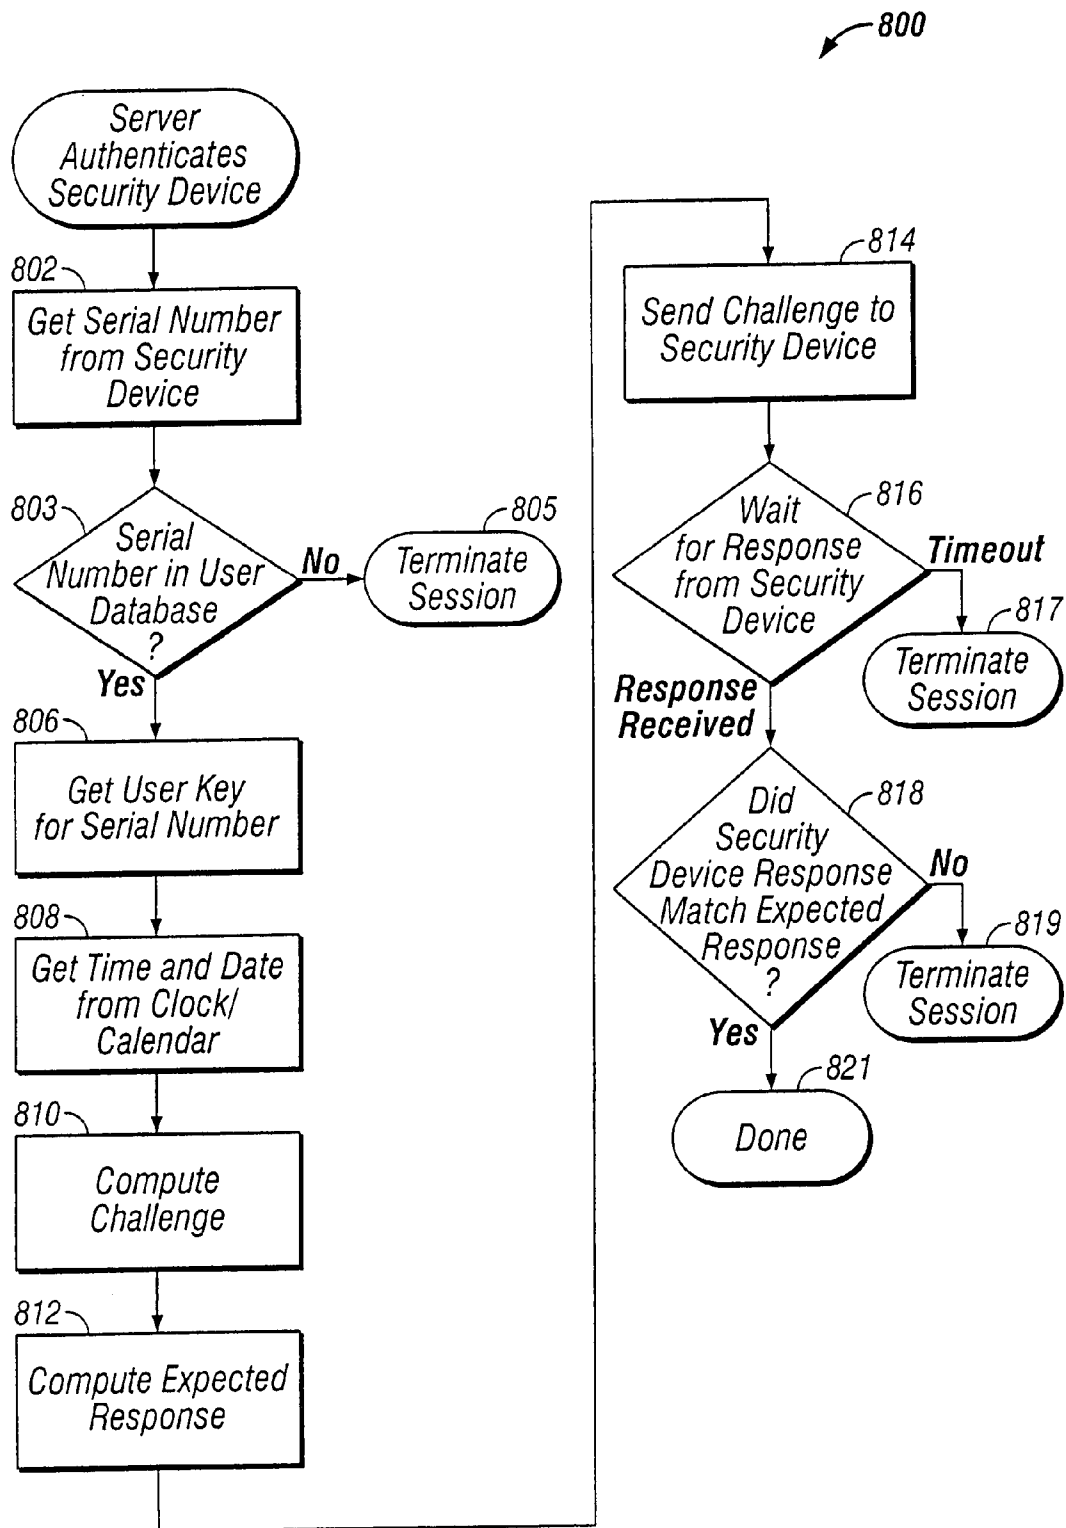 800
Server
Authenticates
Security Device
802
Get Serial Number
from Security
Device
803
Serial
Number in User
Database
?
No
805
Terminate
Session
Yes
806
Get User Key
for Serial Number
808
Get Time and Date
from Clock/
Calendar
810
Compute
Challenge
812
Compute Expected
Response
814
Send Challenge to
Security Device
816
Wait
for Response
from Security
Device
Timeout
817
Terminate
Session
Response
Received
818
Did
Security
Device Response
Match Expected
Response
?
No
819
Terminate
Session
Yes
821
Done